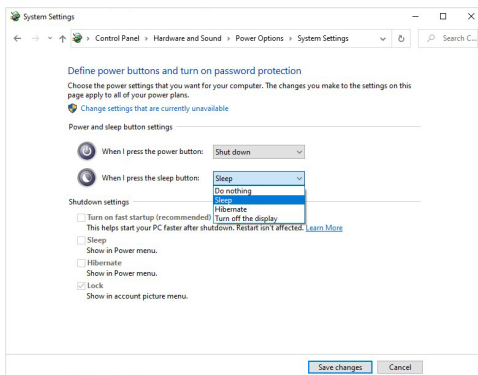 System Settings
Control Panel > Hardware and Sound > Power Options > System Settings
Search C...
Define power buttons and turn on password protection
Choose the power settings that you want for your computer. The changes you make to the settings on this
page apply to all of your power plans.
Change settings that are currently unavailable
Power and sleep button settings
When I press the power button: Shut down
When I press the sleep button: Sleep
Do nothing
Sleep
Hibernate
Turn off the display
Shutdown settings
Turn on fast startup (recommended)
This helps start your PC faster after shutdown. Restart isn't affected. Learn More
Sleep
Show in Power menu.
Hibernate
Show in Power menu.
Lock
Show in account picture menu.
Save changes
Cancel